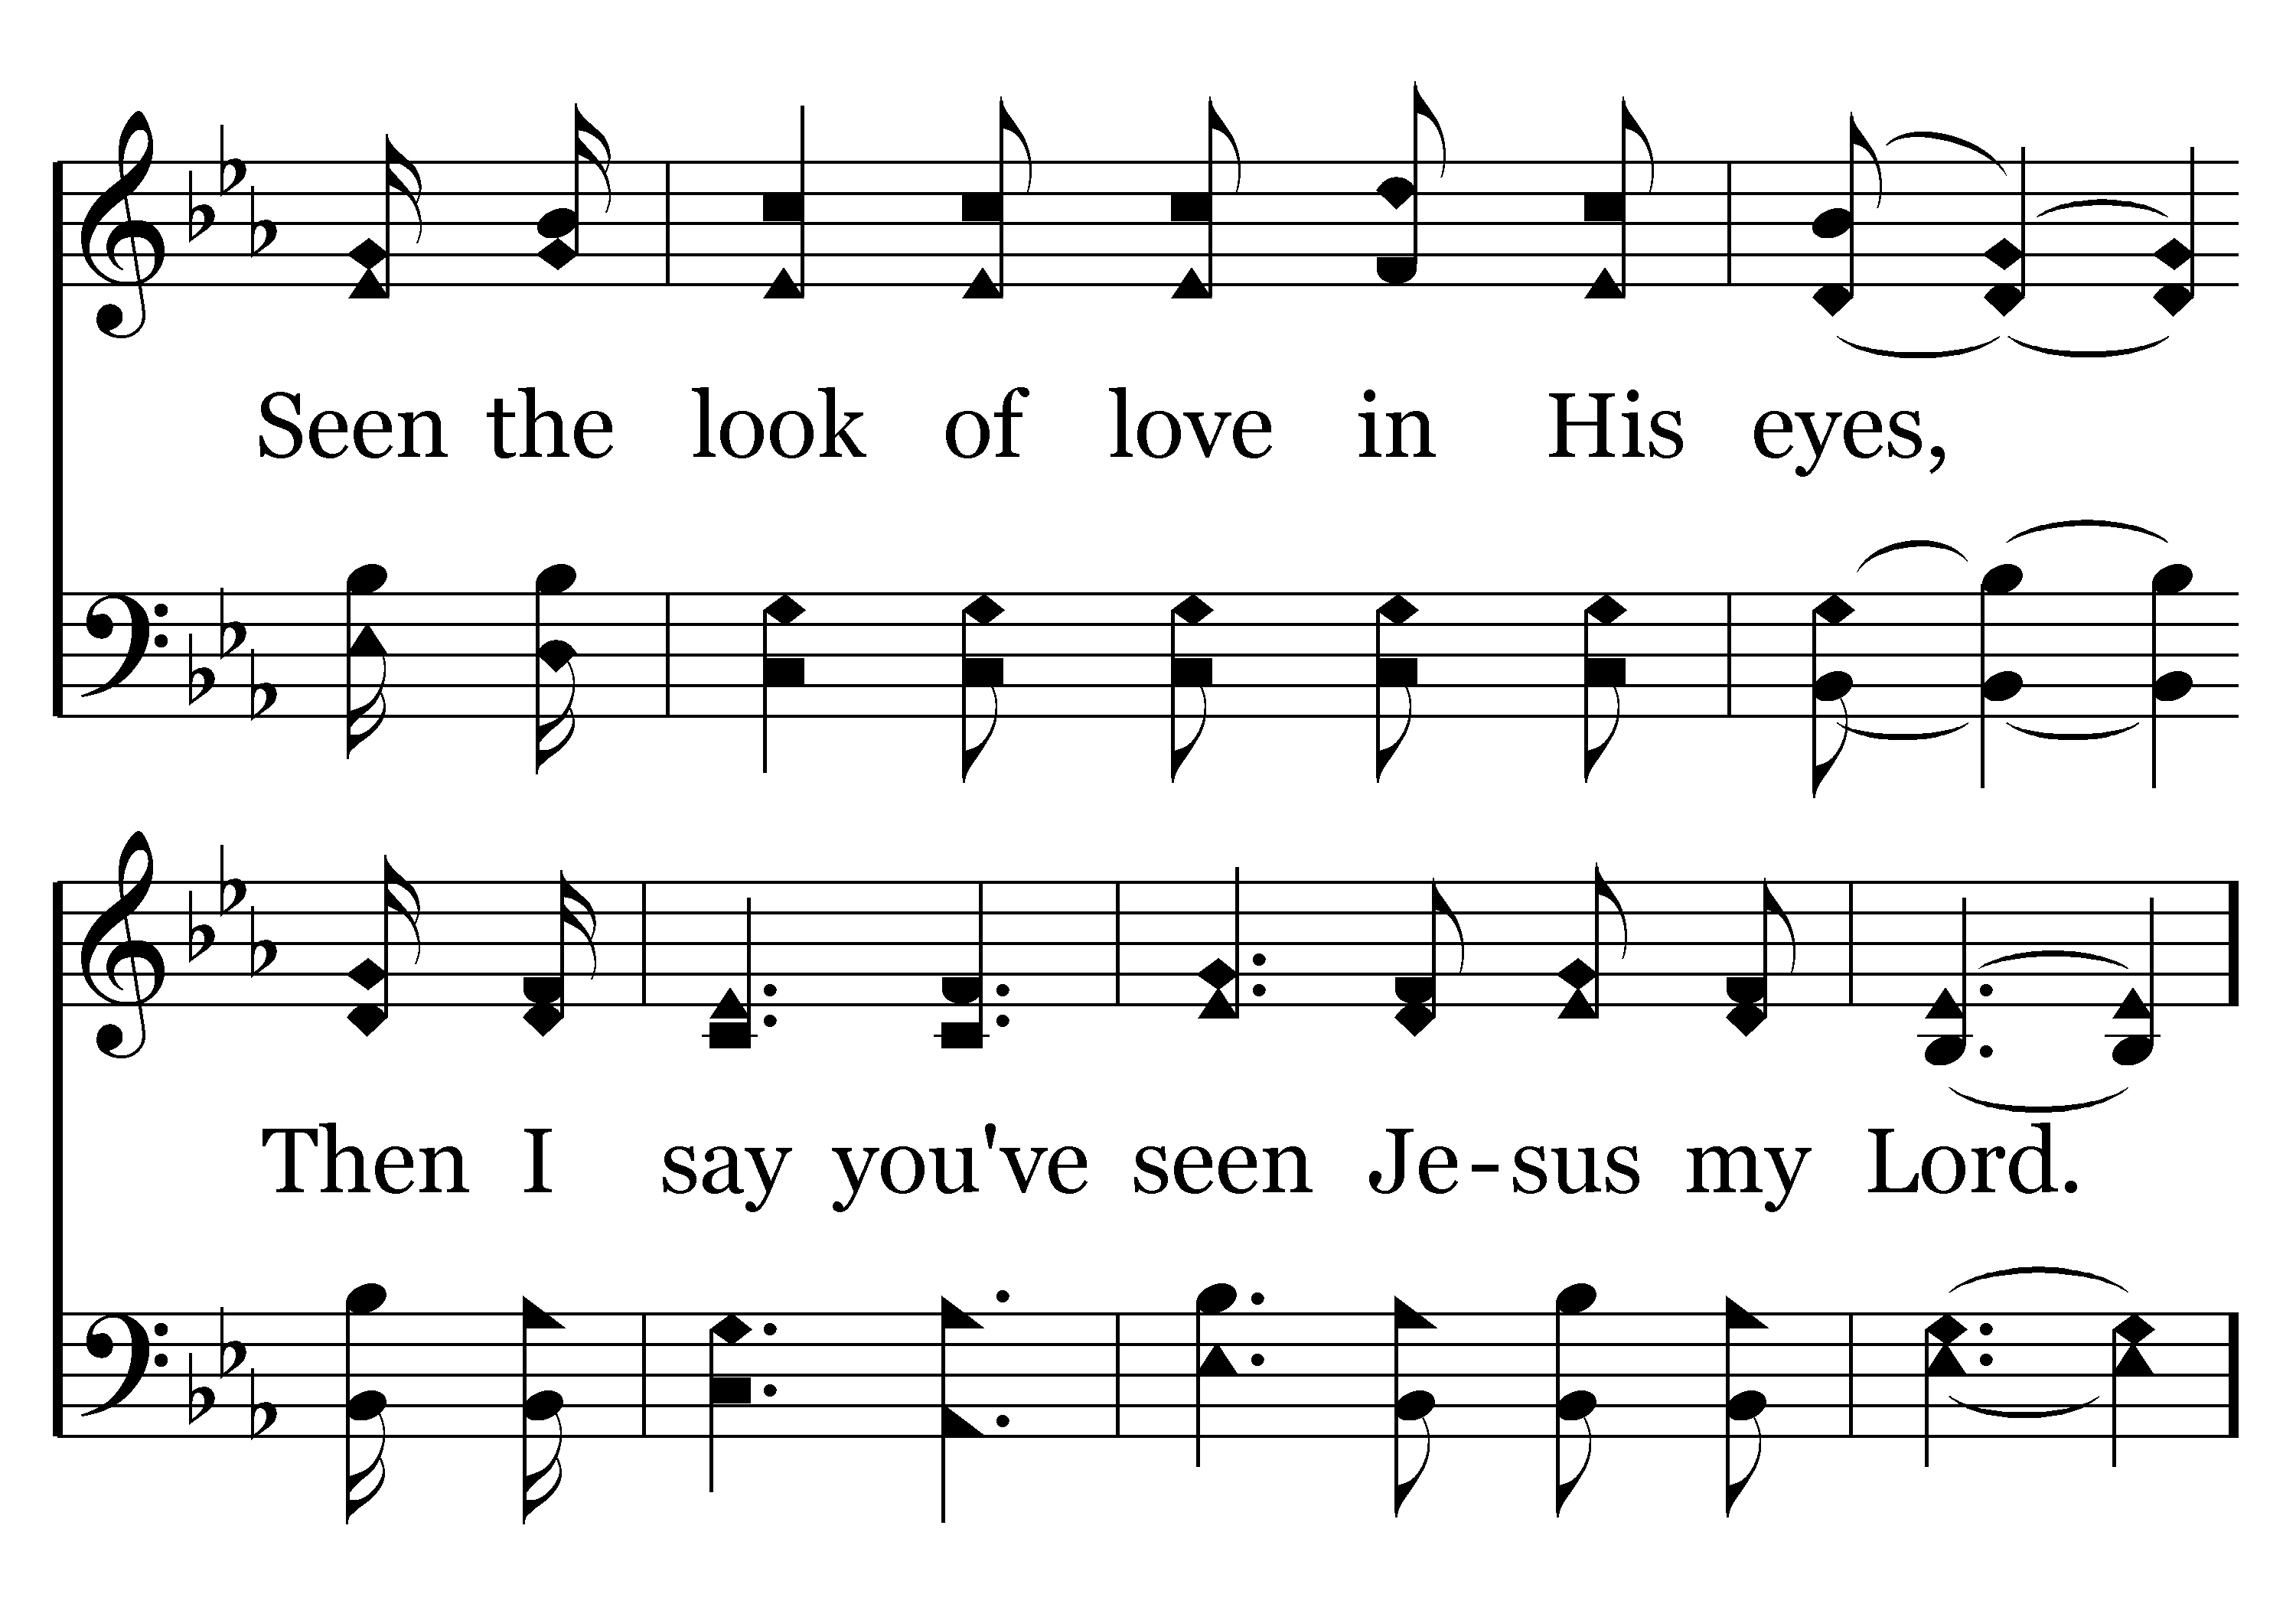 Seen the look of love in His eyes,
Then I say you've seen Je-sus my Lord.